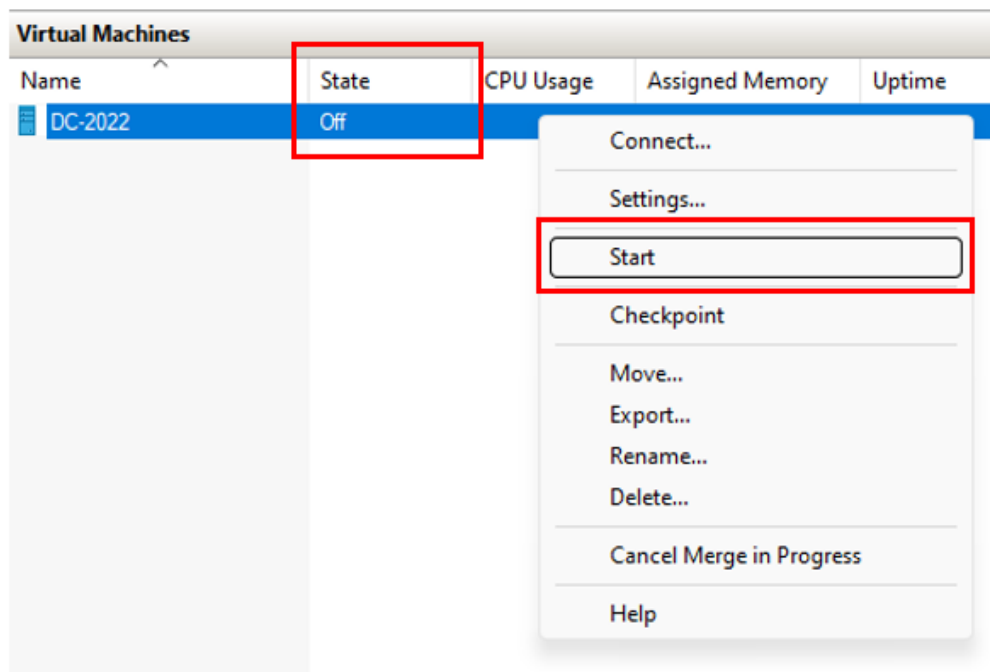 Virtual Machines
Name State CPU Usage Assigned Memory Uptime
DC-2022 Off
Connect...
Settings...
Start
Checkpoint
Move...
Export...
Rename...
Delete...
Cancel Merge in Progress
Help